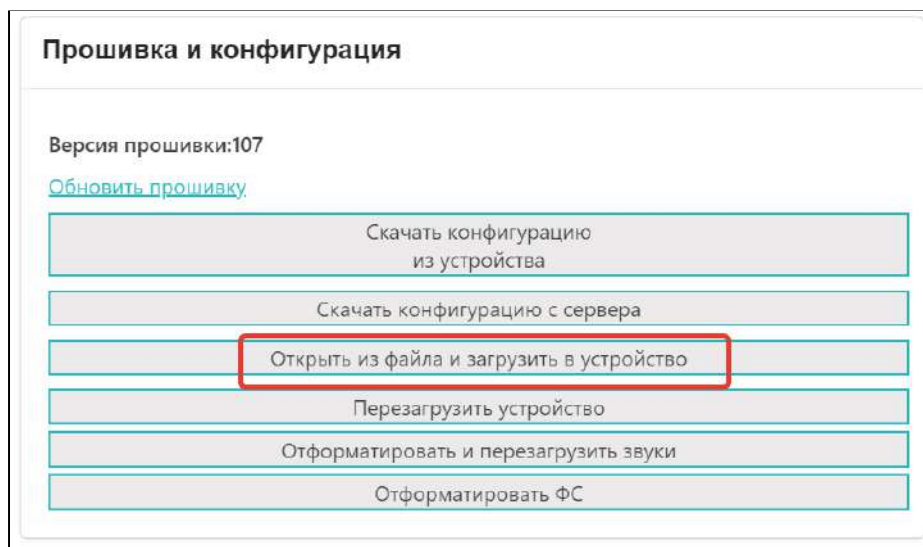 Прошивка и конфигурация
Версия прошивки:107
Обновить прошивку
Скачать конфигурацию
из устройства
Скачать конфигурацию с сервера
Открыть из файла и загрузить в устройство
Перезагрузить устройство
Отформатировать и перезагрузить звуки
Отформатировать ФС